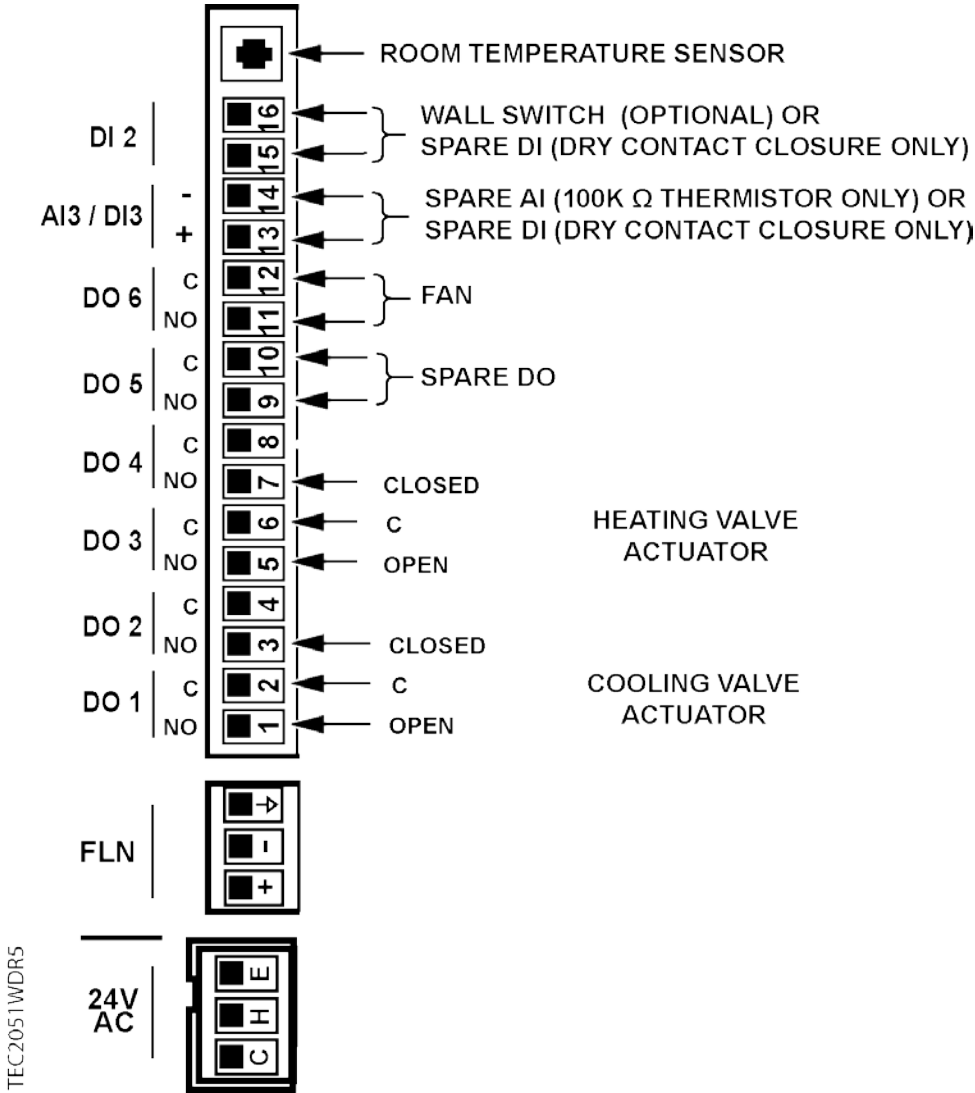 ROOM TEMPERATURE SENSOR
DI 2
16
15
WALL SWITCH (OPTIONAL) OR
SPARE DI (DRY CONTACT CLOSURE ONLY)
AI3 / DI3
-
+
14
13
SPARE AI (100K Ω THERMISTOR ONLY) OR
SPARE DI (DRY CONTACT CLOSURE ONLY)
DO 6
C
NO
12
11
FAN
DO 5
C
NO
10
9
SPARE DO
DO 4
C
NO
8
7
CLOSED
DO 3
C
NO
6
5
C
OPEN
HEATING VALVE
ACTUATOR
DO 2
C
NO
4
3
CLOSED
DO 1
C
NO
2
1
C
OPEN
COOLING VALVE
ACTUATOR
FLN
-
+
24V
AC
E
H
C
TEC2051WDR5